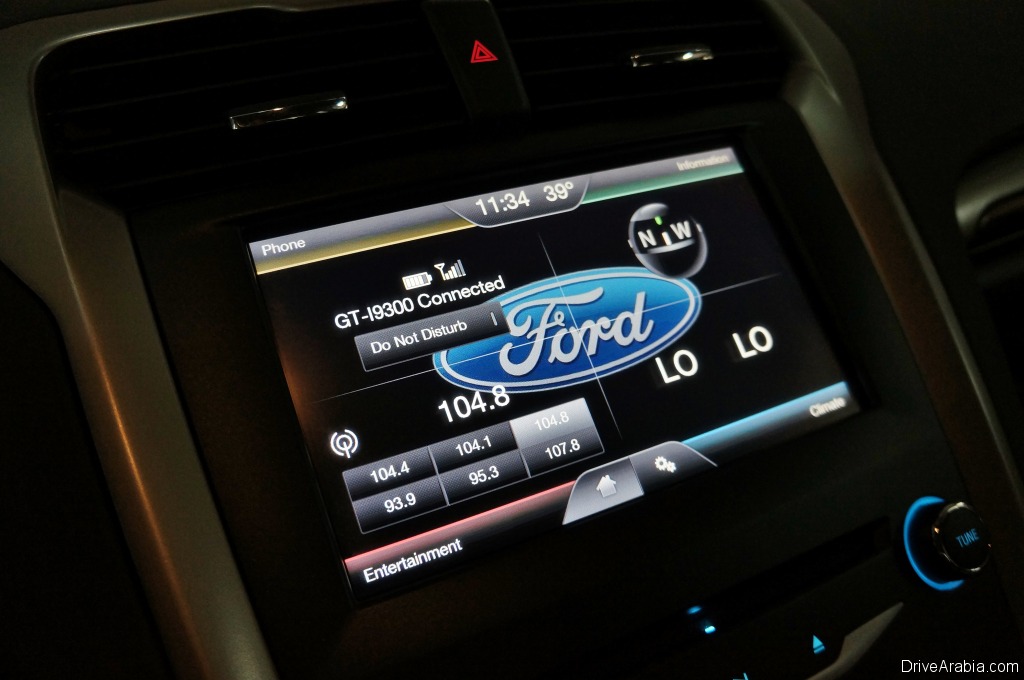 11:34 39°
Information
Phone
N W
GT-I9300 Connected
Do Not Disturb
Ford
LO LO
104.8
104.4 104.1 104.8
93.9 95.3 107.8
Climate
Entertainment
TUNE
DriveArabia.com